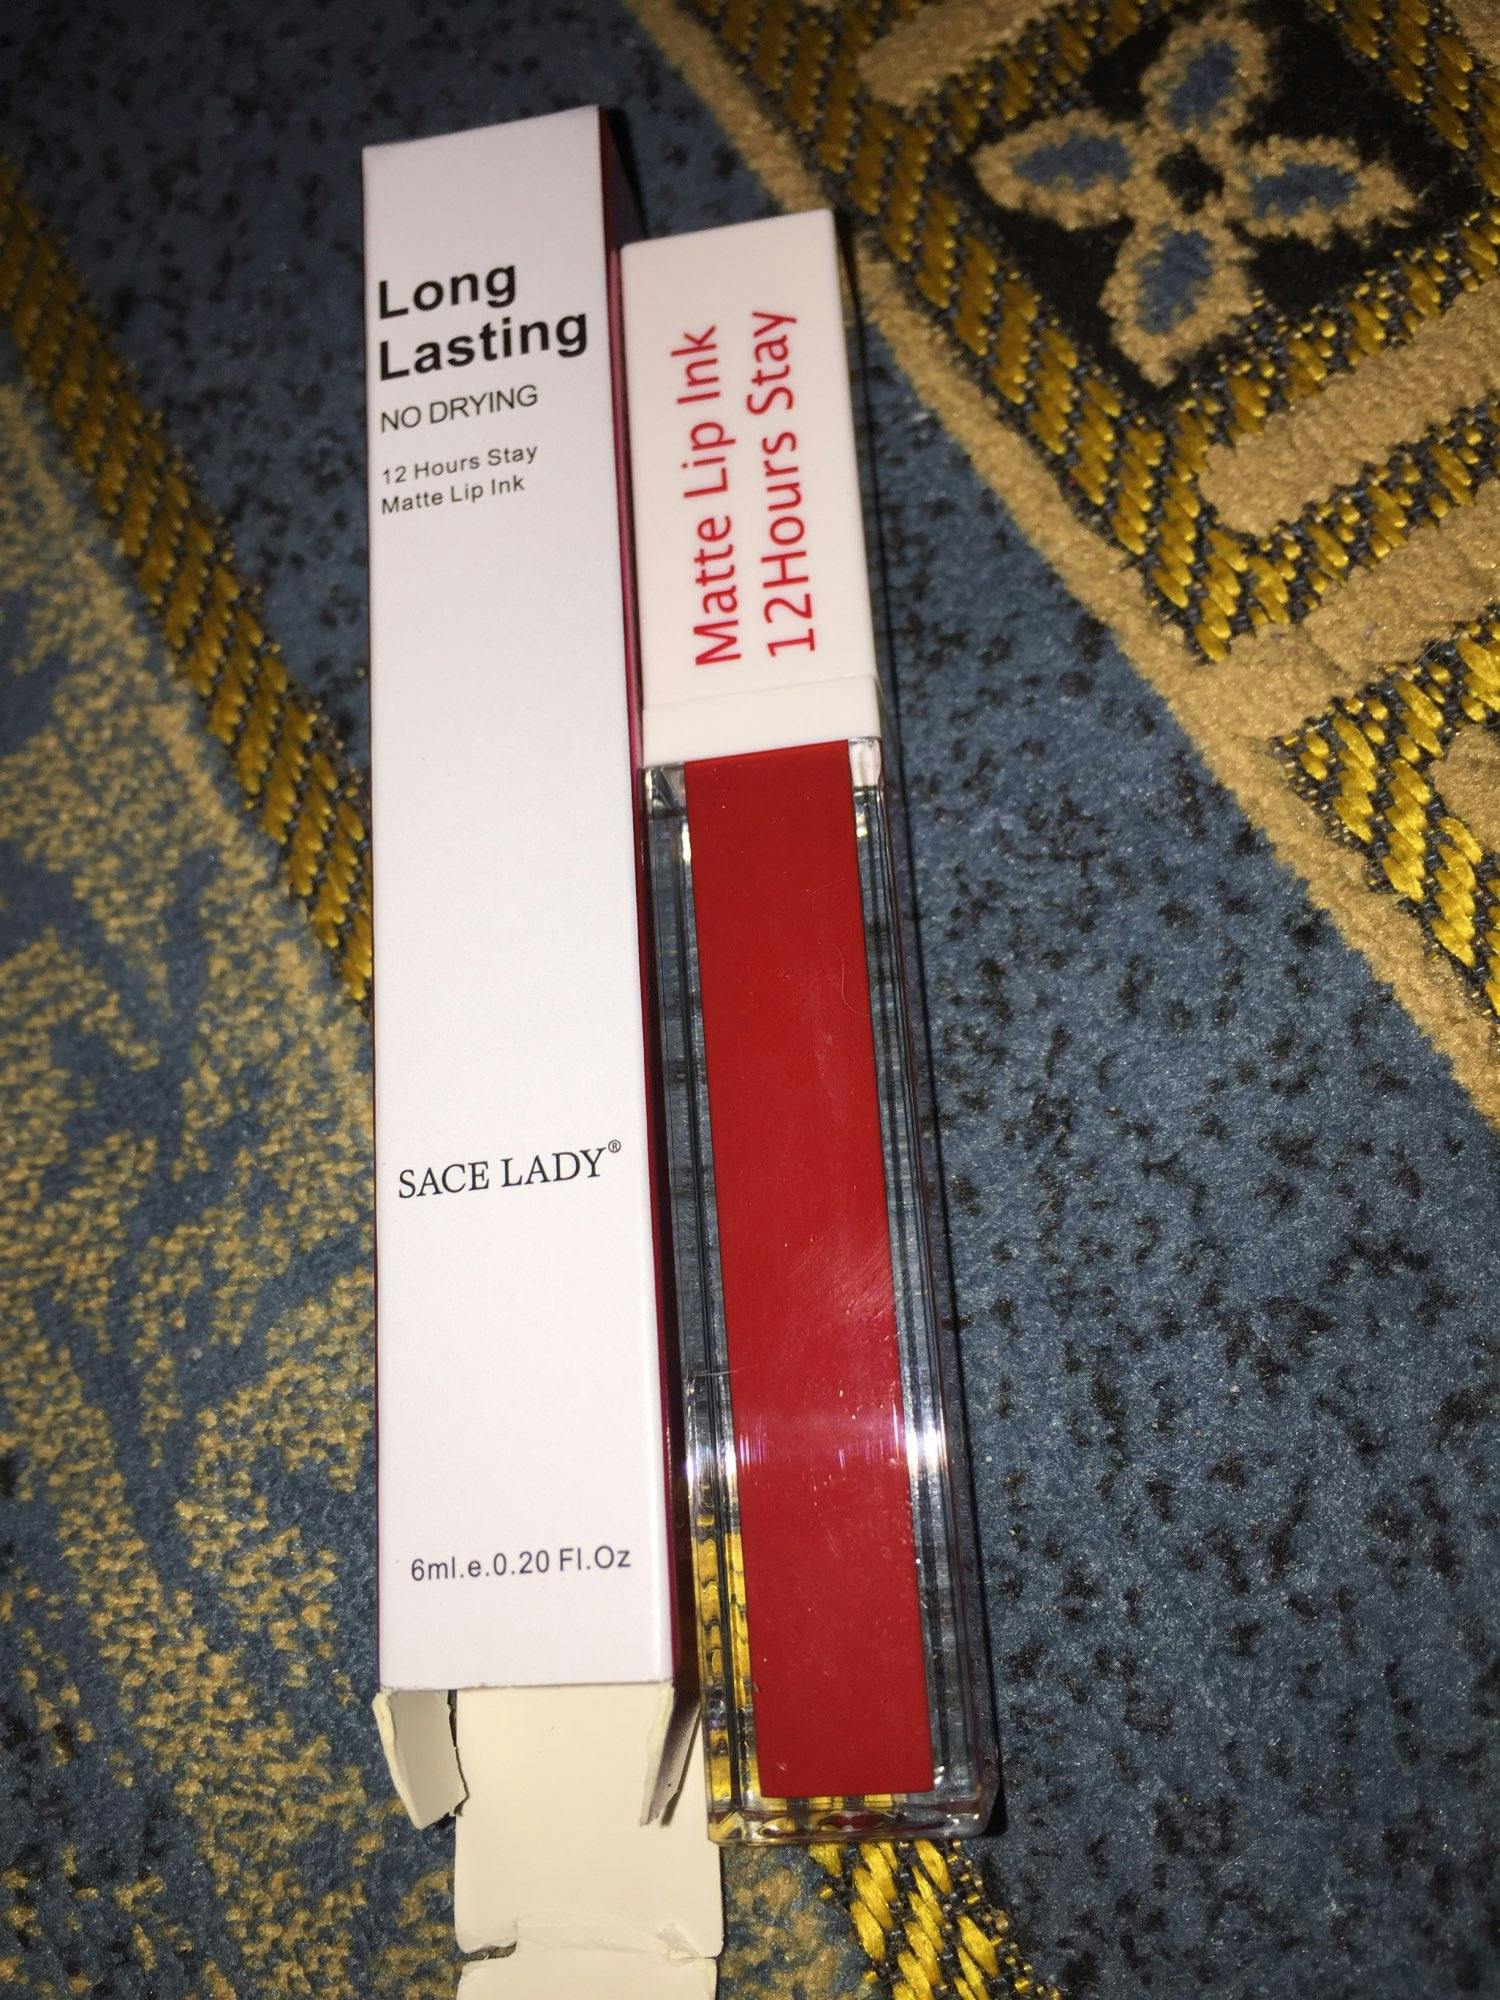 Long
Lasting
NO DRYING
12 Hours Stay
Matte Lip Ink
SACE LADY®
6ml.e.0.20 Fl.Oz
Matte Lip Ink
12Hours Stay